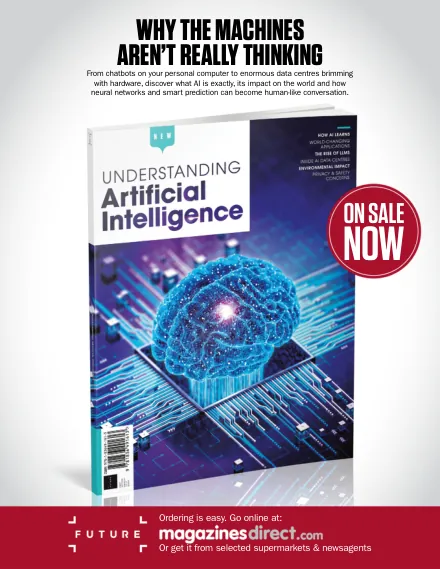 WHY THE MACHINES
AREN'T REALLY THINKING
From chatbots on your personal computer to enormous data centres brimming
with hardware, discover what AI is exactly, its impact on the world and how
neural networks and smart prediction can become human-like conversation.
NEW
UNDERSTANDING
Artificial
Intelligence
HOW AI LEARNS
WORLD-CHANGING
APPLICATIONS
THE RISE OF LLMS
INSIDE AI DATA CENTRES
ENVIRONMENTAL IMPACT
PRIVACY & SAFETY
CONCERNS
ON SALE
NOW
FUTURE
Ordering is easy. Go online at:
magazinesdirect.com
Or get it from selected supermarkets & newsagents